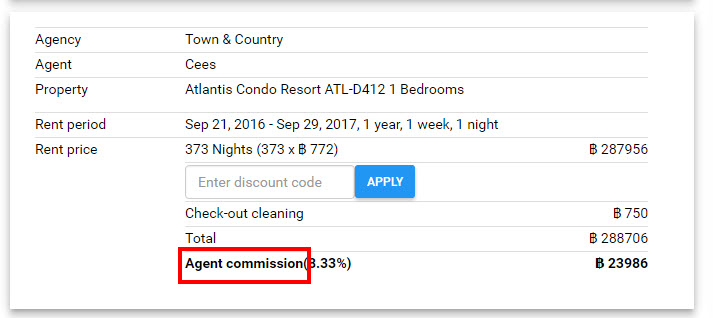 Agency Town & Country
Agent Cees
Property Atlantis Condo Resort ATL-D412 1 Bedrooms
Rent period Sep 21, 2016 - Sep 29, 2017, 1 year, 1 week, 1 night
Rent price 373 Nights (373 x ฿ 772) ฿ 287956
Enter discount code APPLY
Check-out cleaning ฿ 750
Total ฿ 288706
Agent commission(8.33%) ฿ 23986